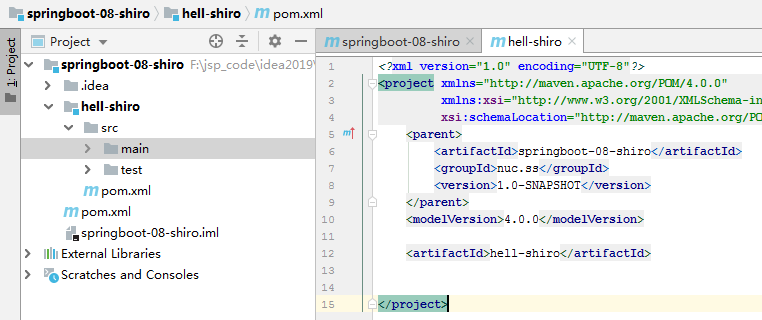 springboot-08-shiro hell-shiro pom.xml
1: Project
Project
springboot-08-shiro F:\jsp_code\idea2019\
.idea
hell-shiro
src
main
test
pom.xml
pom.xml
springboot-08-shiro.iml
External Libraries
Scratches and Consoles
springboot-08-shiro hell-shiro
1 <?xml version="1.0" encoding="UTF-8"?>
2 <project xmlns="http://maven.apache.org/POM/4.0.0"
3 xmlns:xsi="http://www.w3.org/2001/XMLSchema-in
4 xsi:schemaLocation="http://maven.apache.org/PO
5 <parent>
6 <artifactId>springboot-08-shiro</artifactId>
7 <groupId>nuc.ss</groupId>
8 <version>1.0-SNAPSHOT</version>
9 </parent>
10 <modelVersion>4.0.0</modelVersion>
11
12 <artifactId>hell-shiro</artifactId>
13
14
15 </project>